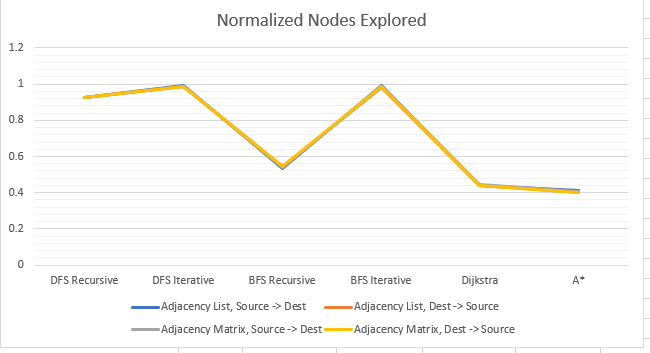 Normalized Nodes Explored
1.2
1
0.8
0.6
0.4
0.2
0
DFS Recursive DFS Iterative BFS Recursive BFS Iterative Dijkstra A*
Adjacency List, Source -> Dest Adjacency List, Dest -> Source
Adjacency Matrix, Source -> Dest Adjacency Matrix, Dest -> Source